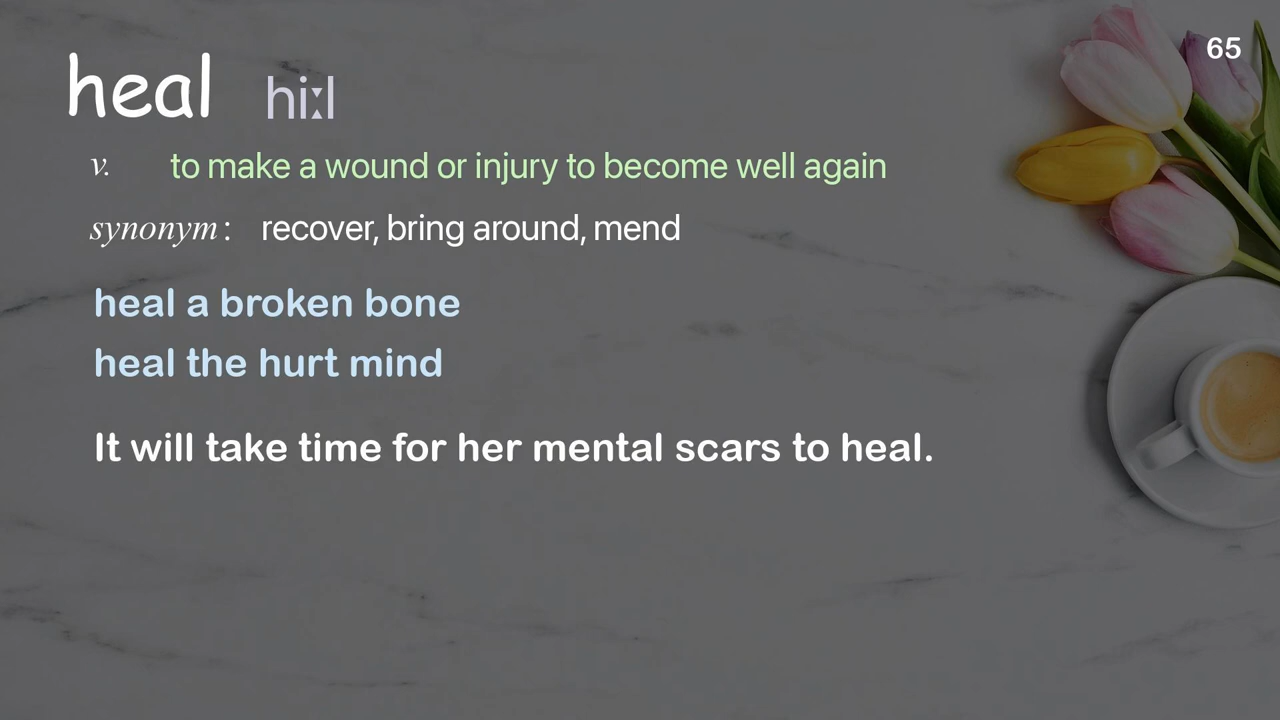 65
heal hiːl
v. to make a wound or injury to become well again
synonym : recover, bring around, mend
heal a broken bone
heal the hurt mind
It will take time for her mental scars to heal.